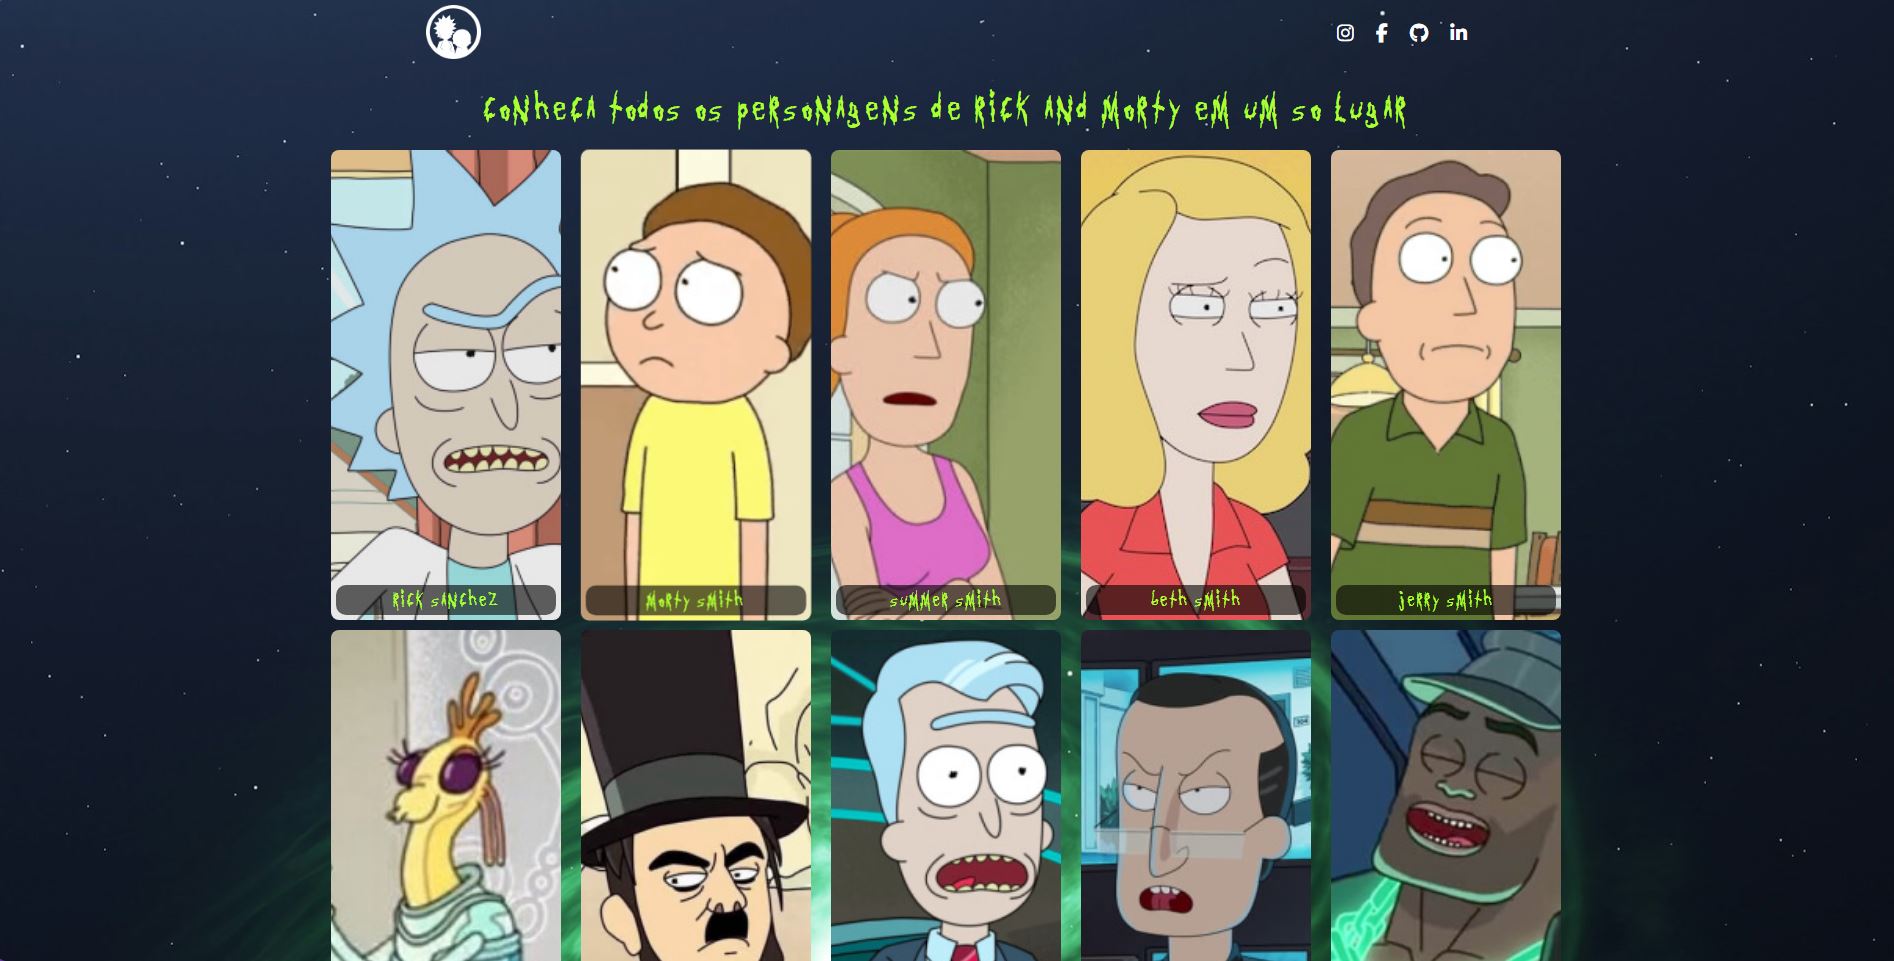 CoNheCA todos os peRsoNAgeNs de RiCK ANd MoRty eM uM so LugAR
RiCK sANCheZ
MoRty sMith
suMMeR sMith
beth sMith
jeRRy sMith